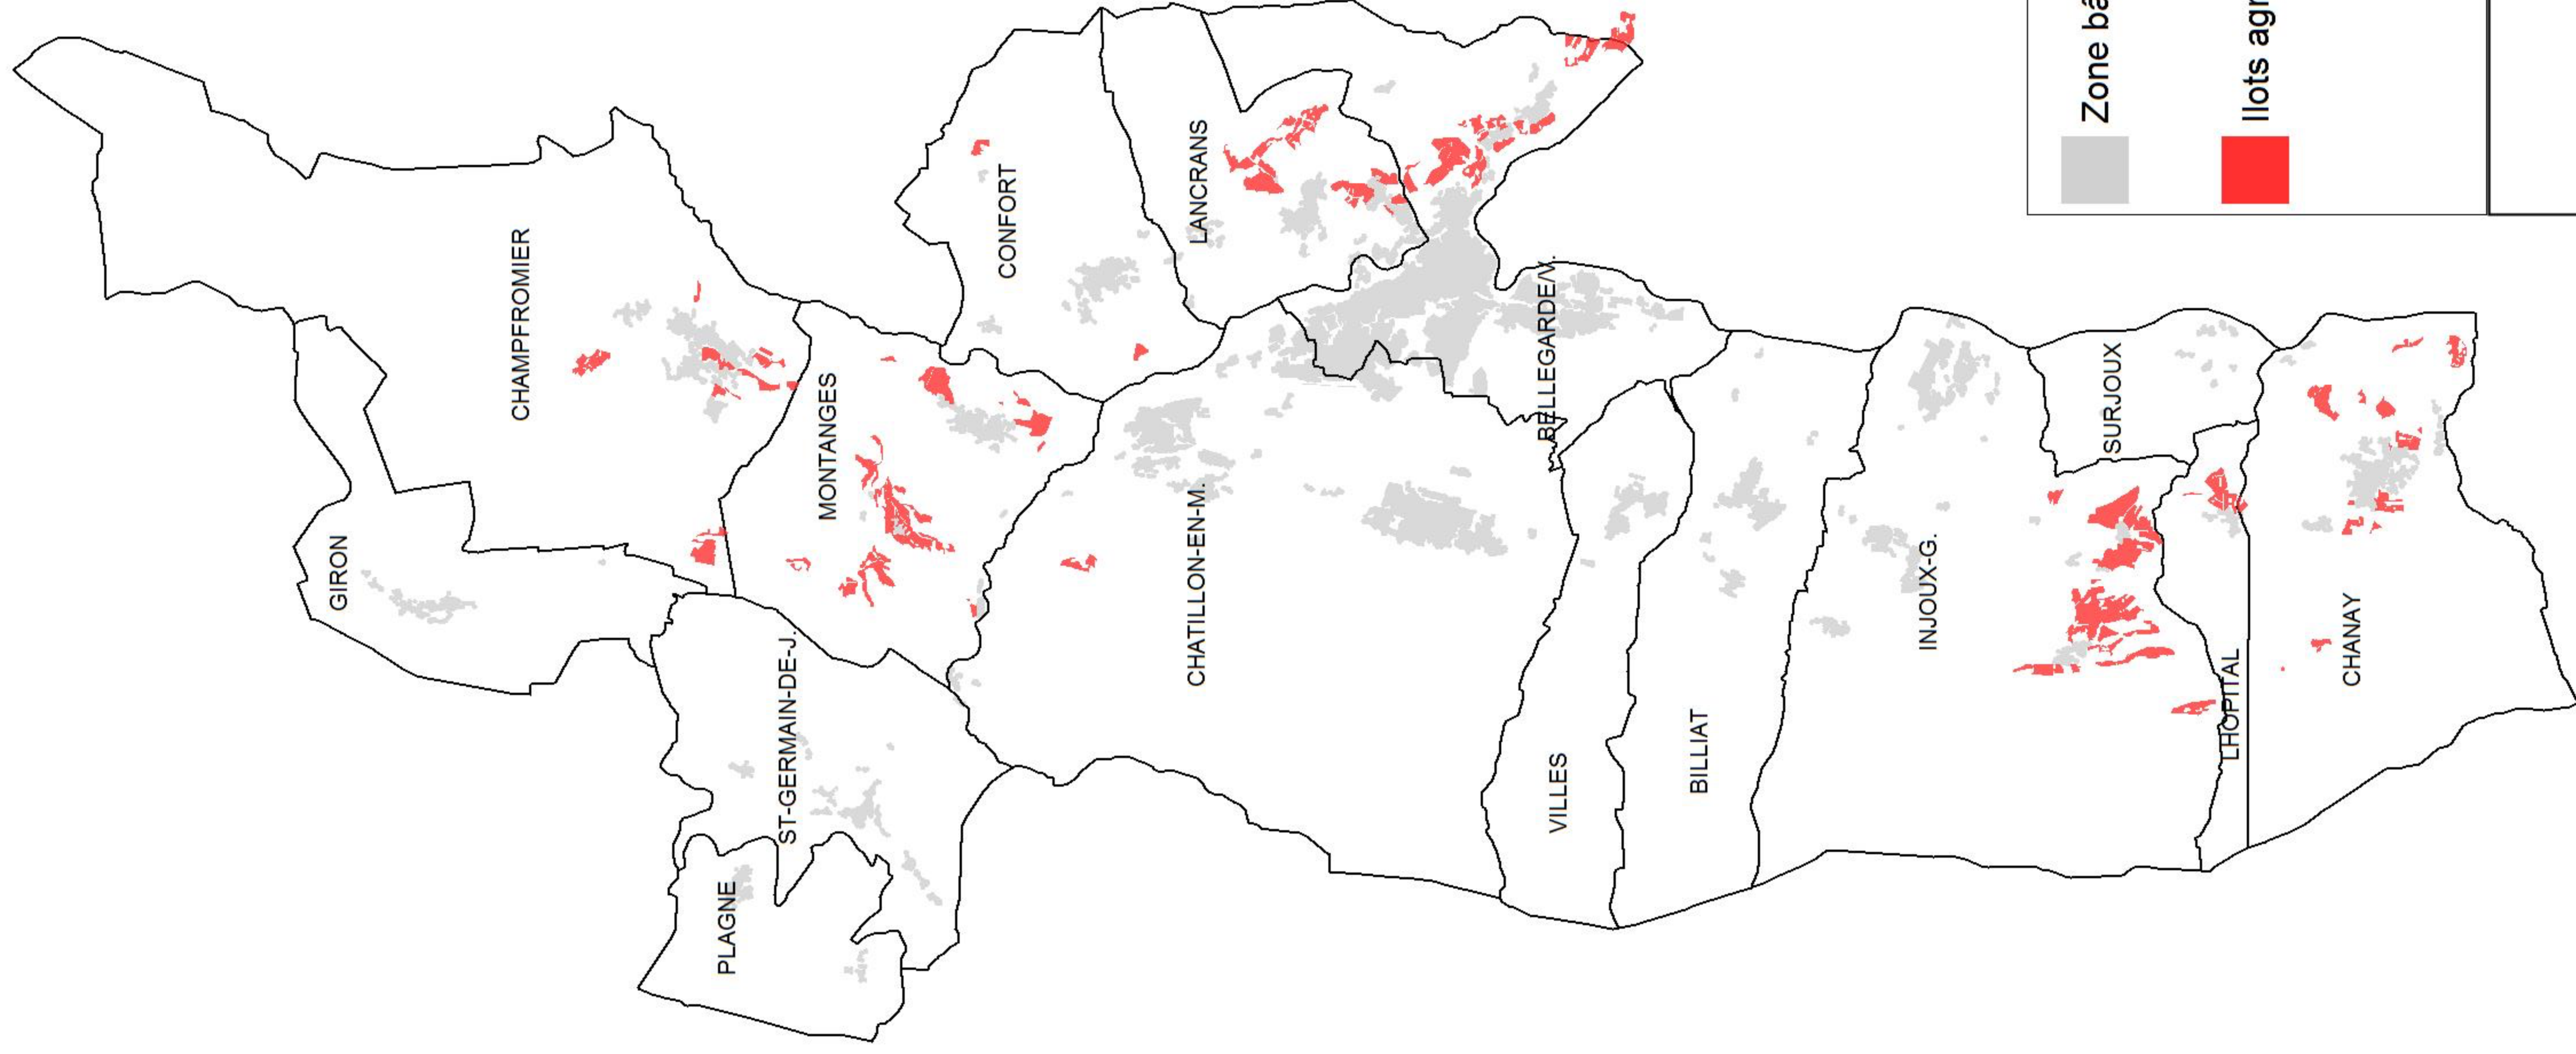 GIRON
CHAMPFROMIER
PLAGNE
ST-GERMAIN-DE-J.
MONTANGES
CONFORT
CHATILLON-EN-M.
LANCRANS
BELLEGARDE/V.
VILLES
BILLIAT
INJOUX-G.
SURJOUX
LHOPITAL
CHANAY
Zone bâ
Ilots agr